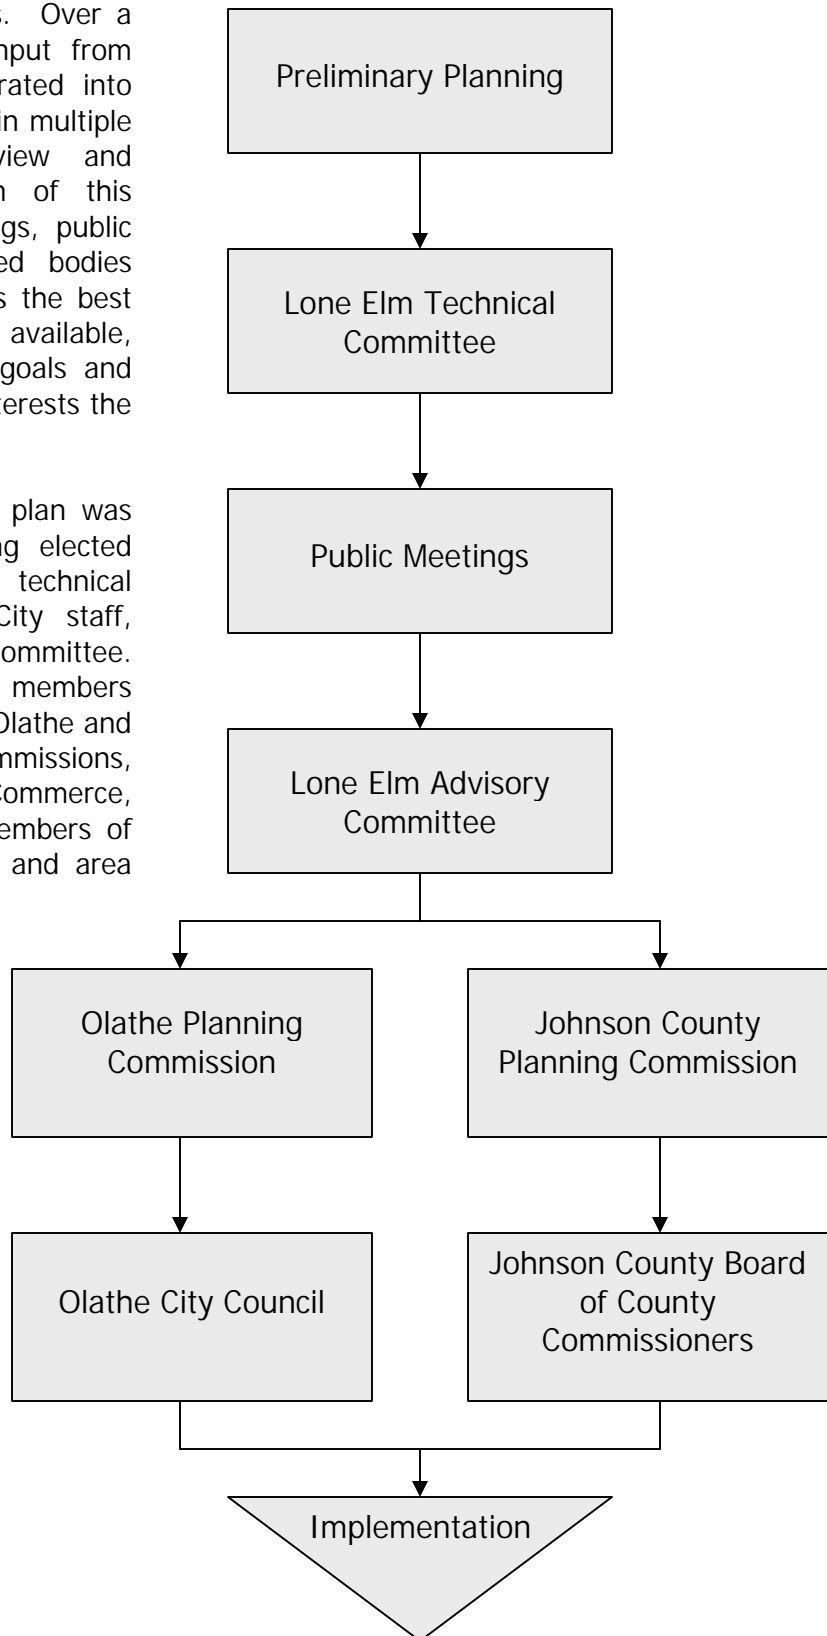 s. Over a
nput from
rated into
in multiple
view and
n of this
gs, public
ed bodies
s the best
available,
goals and
terests the
plan was
ng elected
technical
City staff,
ommittee.
members
Olathe and
mmissions,
Commerce,
embers of
and area
Preliminary Planning
Lone Elm Technical
Committee
Public Meetings
Lone Elm Advisory
Committee
Olathe Planning
Commission
Johnson County
Planning Commission
Olathe City Council
Johnson County Board
of County
Commissioners
Implementation